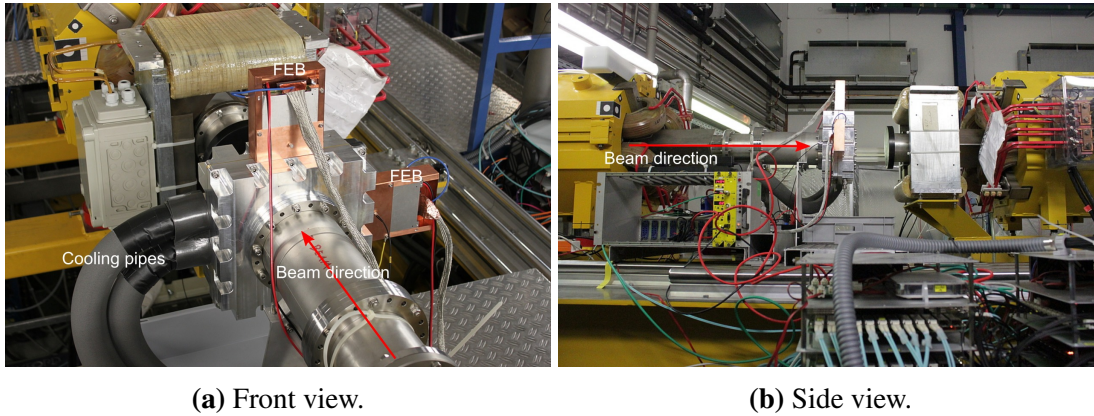 FEB
FEB
Cooling pipes
Beam direction
Beam direction
(a) Front view.
(b) Side view.